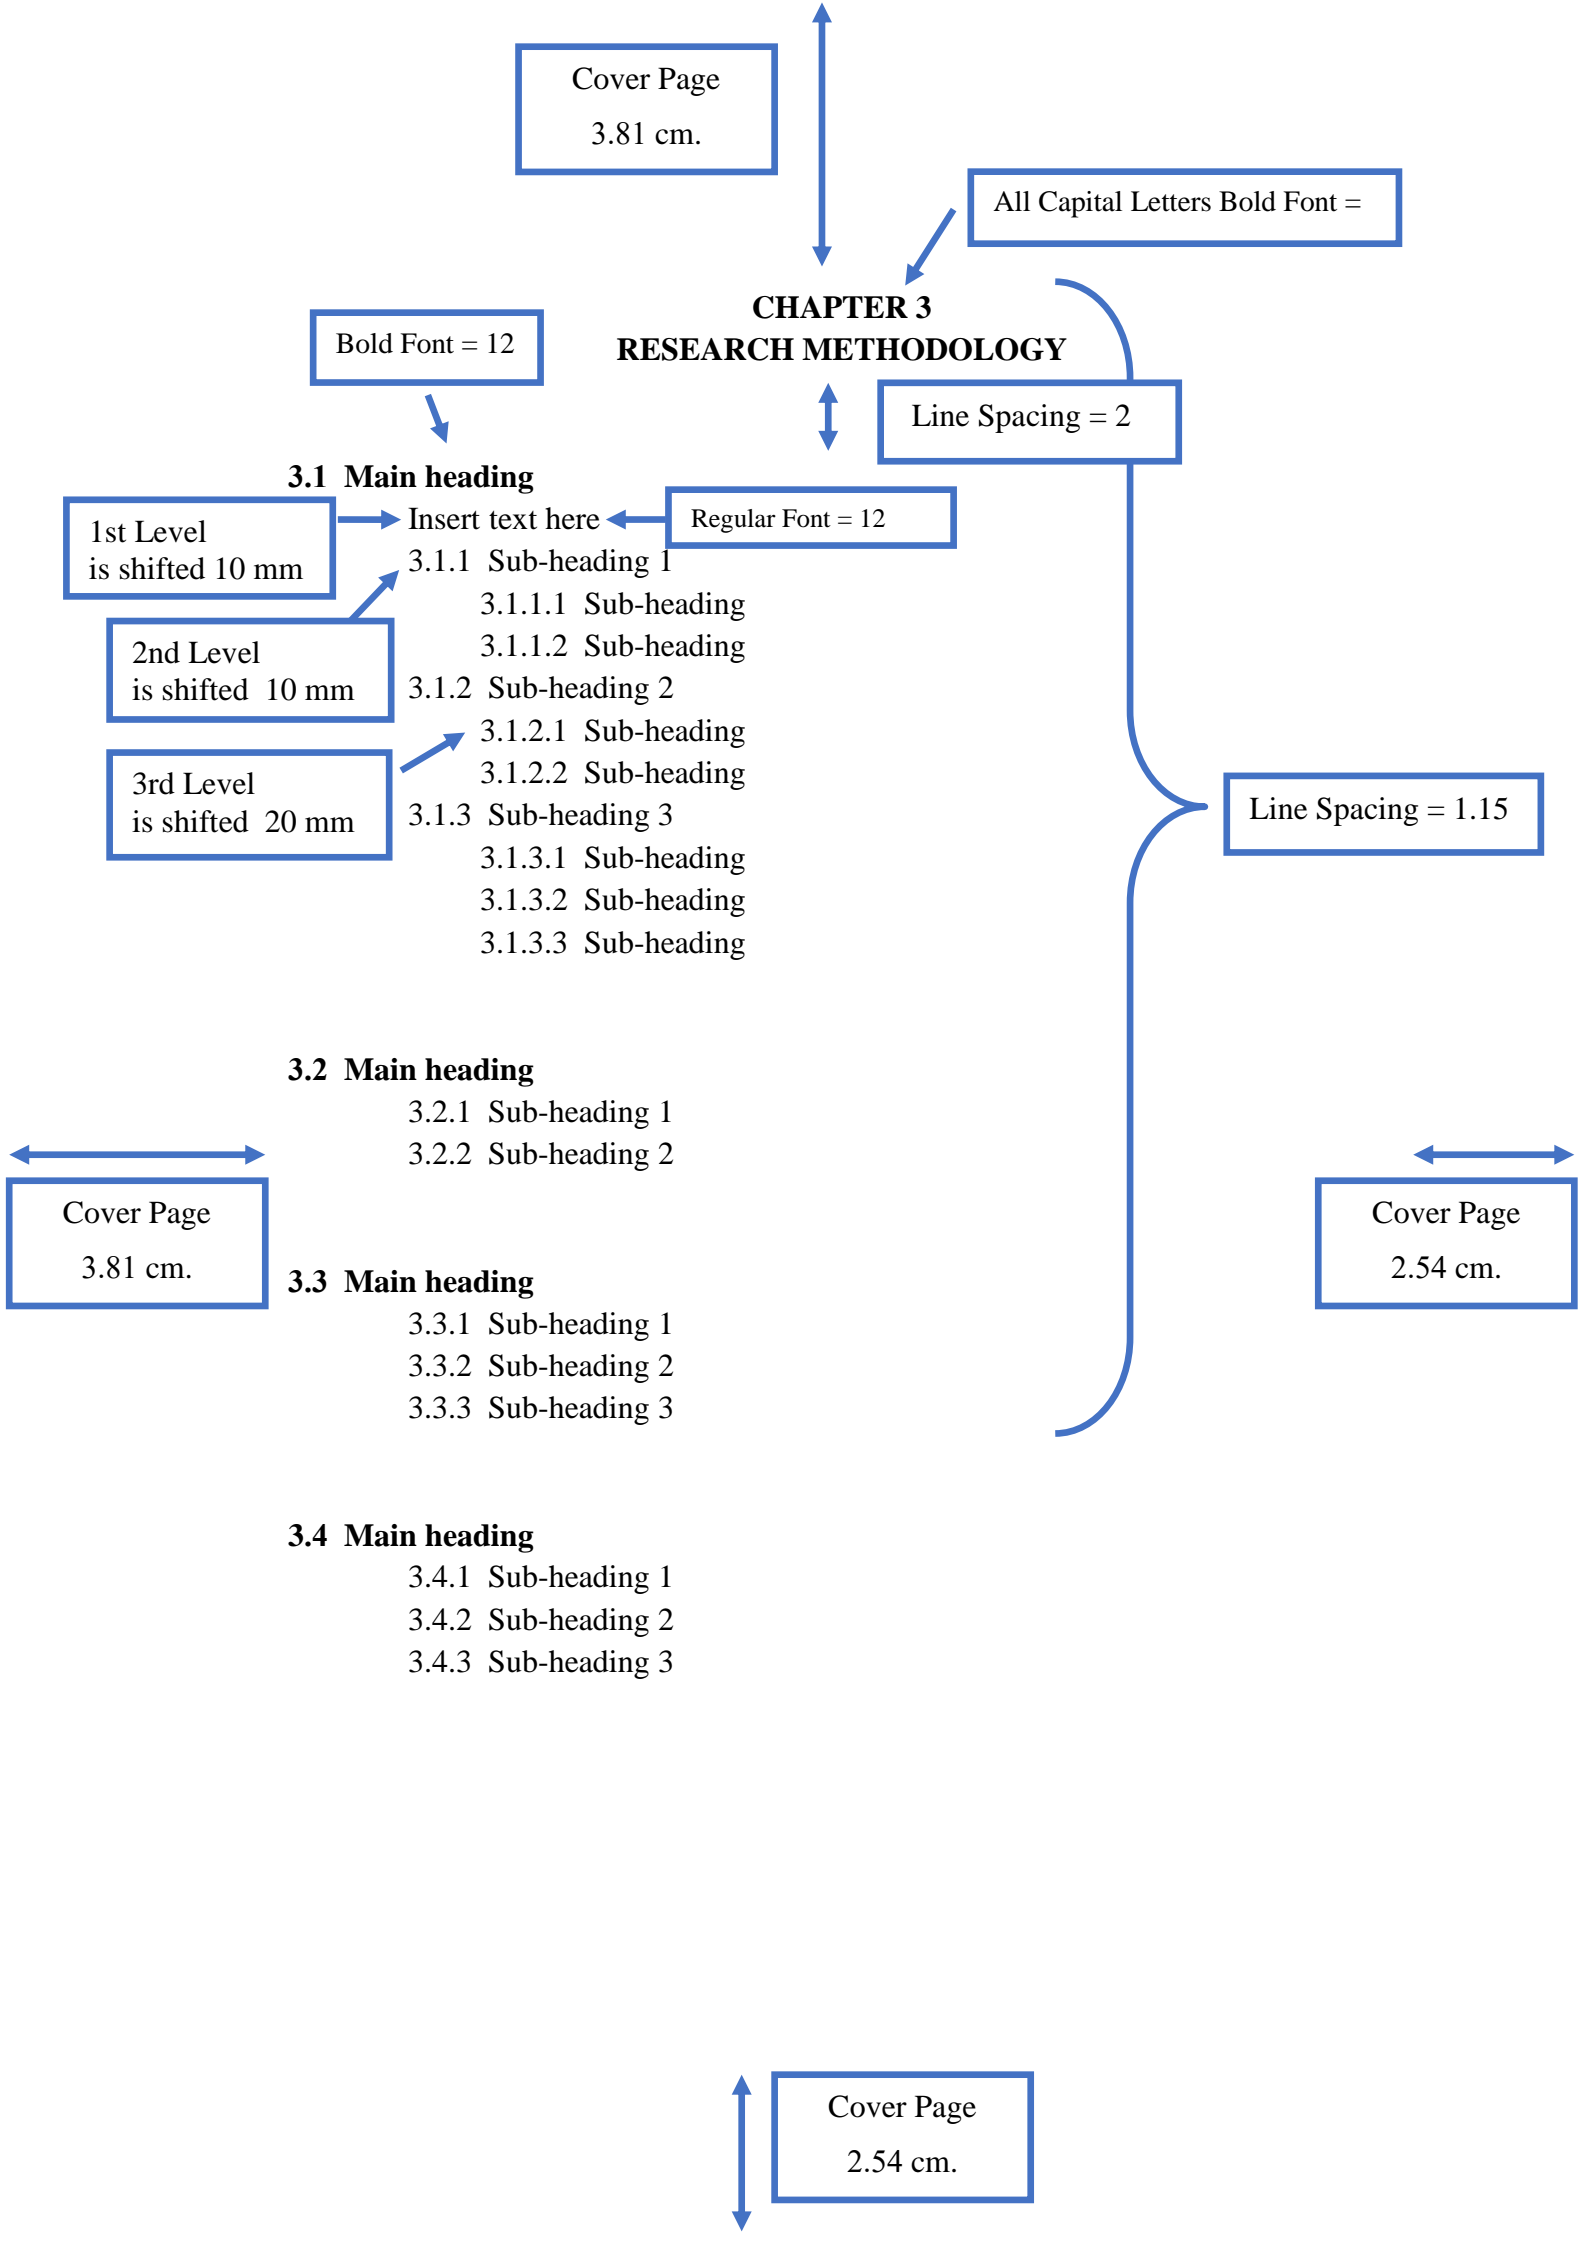 Cover Page
3.81 cm.
All Capital Letters Bold Font =
CHAPTER 3
RESEARCH METHODOLOGY
Bold Font = 12
Line Spacing = 2
3.1  Main heading
Insert text here
Regular Font = 12
1st Level
is shifted 10 mm
3.1.1  Sub-heading 1
3.1.1.1  Sub-heading
3.1.1.2  Sub-heading
2nd Level
is shifted  10 mm
3.1.2  Sub-heading 2
3.1.2.1  Sub-heading
3.1.2.2  Sub-heading
3rd Level
is shifted  20 mm
3.1.3  Sub-heading 3
Line Spacing = 1.15
3.1.3.1  Sub-heading
3.1.3.2  Sub-heading
3.1.3.3  Sub-heading
3.2  Main heading
3.2.1  Sub-heading 1
3.2.2  Sub-heading 2
Cover Page
3.81 cm.
Cover Page
2.54 cm.
3.3  Main heading
3.3.1  Sub-heading 1
3.3.2  Sub-heading 2
3.3.3  Sub-heading 3
3.4  Main heading
3.4.1  Sub-heading 1
3.4.2  Sub-heading 2
3.4.3  Sub-heading 3
Cover Page
2.54 cm.